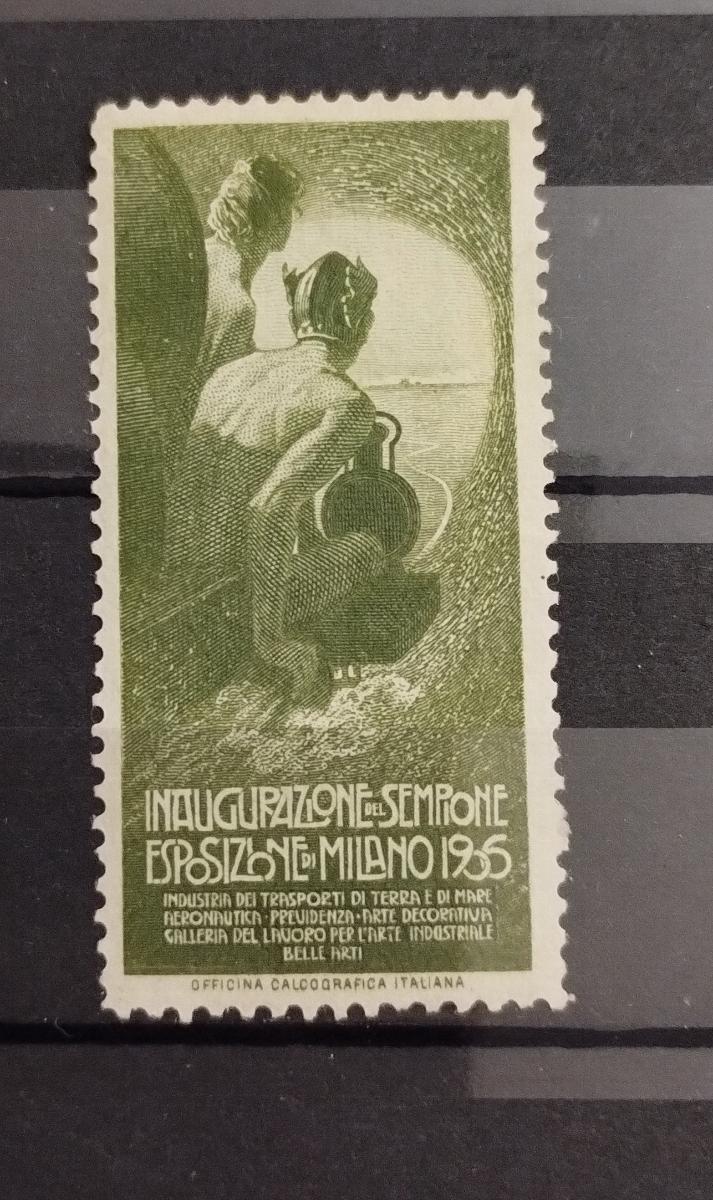 INAUGURAZIONE DEL SEMPIONE
ESPOSIZIONE DI MILANO 1906
INDUSTRIA DEI TRASPORTI DI TERRA E DI MARE
AERONAUTICA · PREVIDENZA · ARTE DECORATIVA
GALLERIA DEL LAVORO PER L'ARTE INDUSTRIALE
BELLE ARTI
OFFICINA CALCOGRAFICA ITALIANA